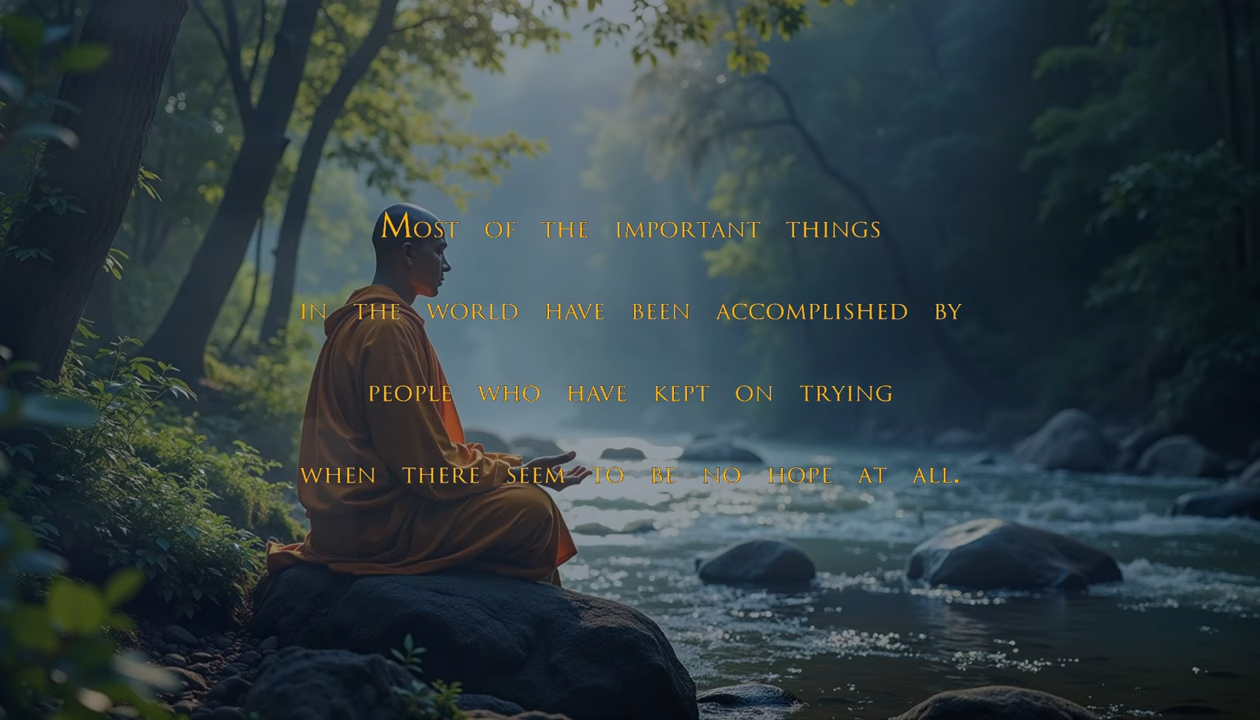 Most of the important things
in the world have been accomplished by
people who have kept on trying
when there seem to be no hope at all.